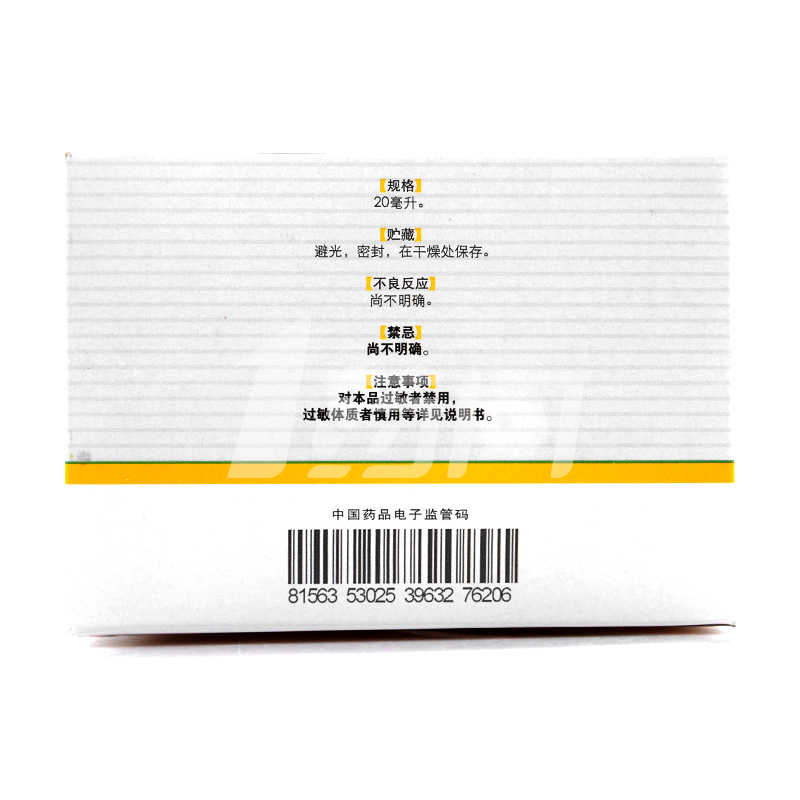 【规格】
20毫升。
【贮藏】
避光，密封，在干燥处保存。
【不良反应】
尚不明确。
【禁忌】
尚不明确。
【注意事项】
对本品过敏者禁用，
过敏体质者慎用等详见说明书。
中国药品电子监管码
81563 53025 39632 76206